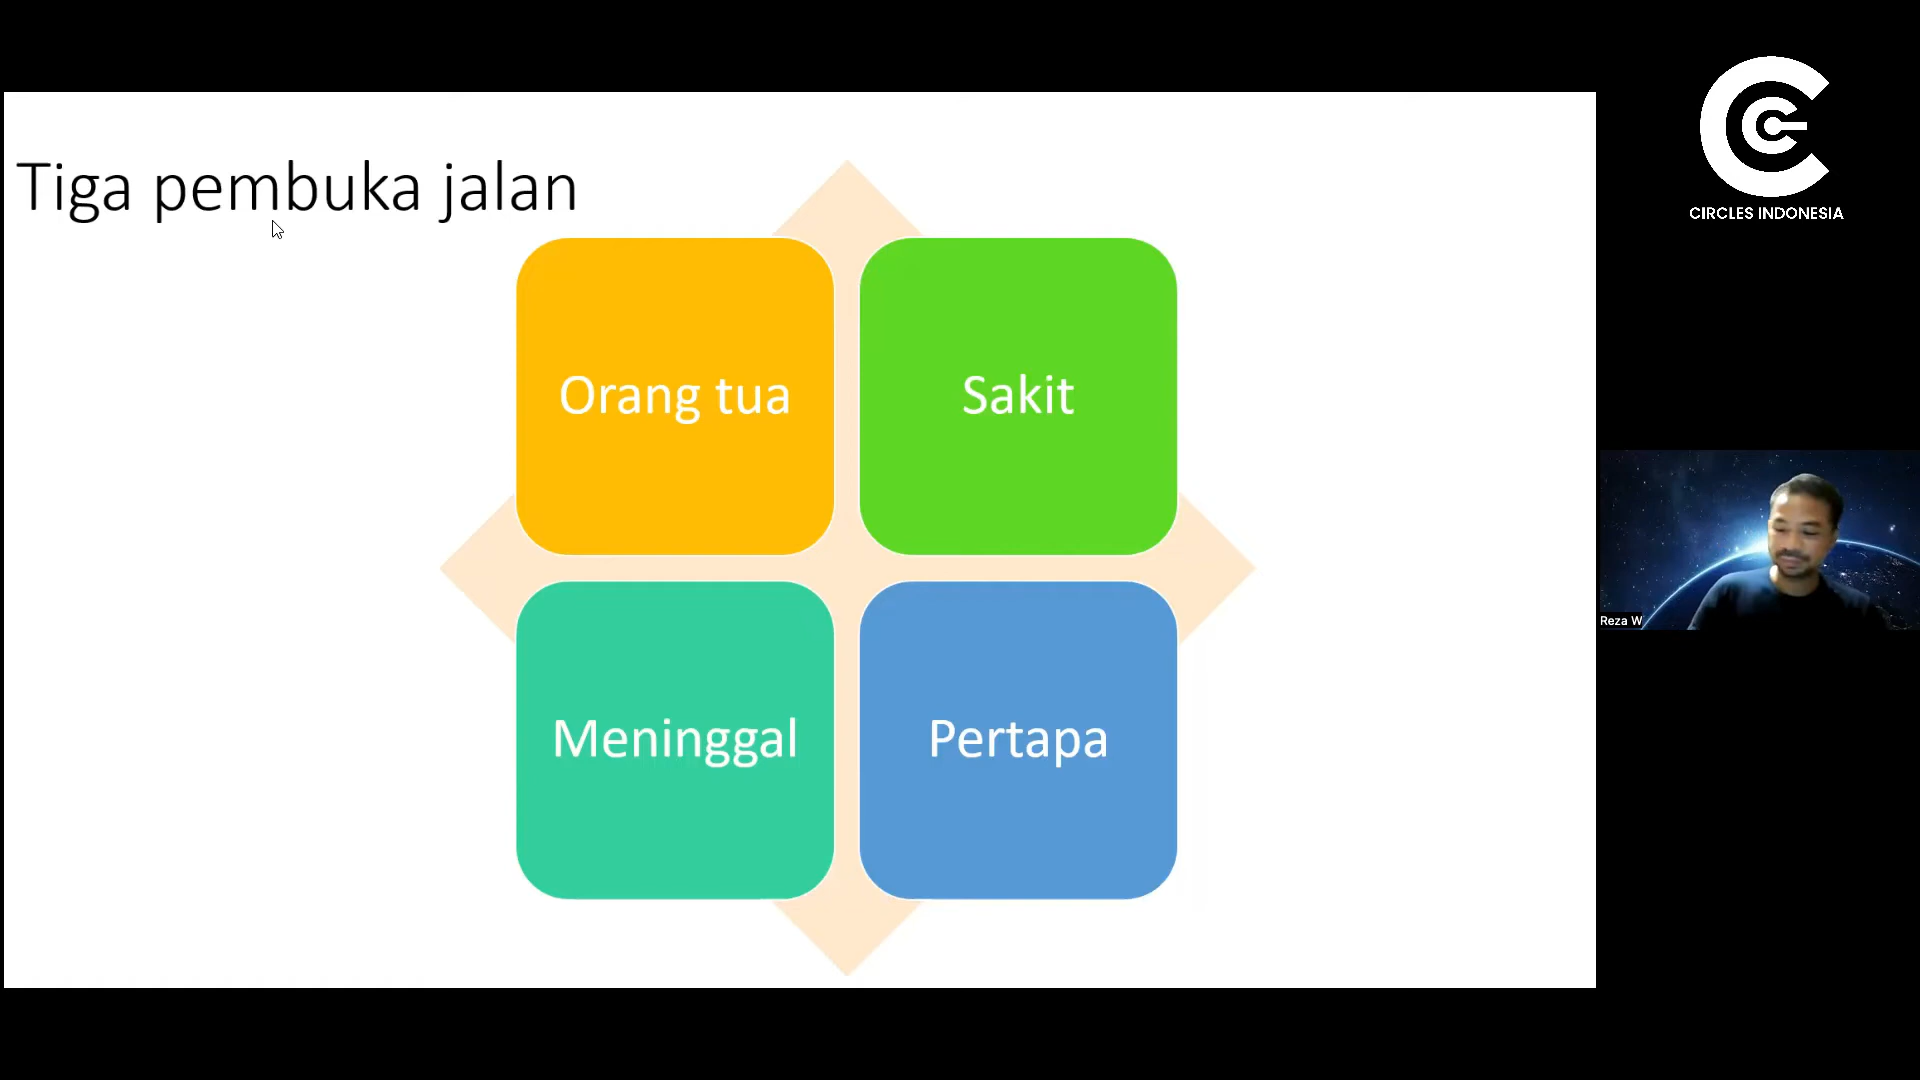 Tiga pembuka jalan
Orang tua
Sakit
Meninggal
Pertapa
CIRCLES INDONESIA
Reza W